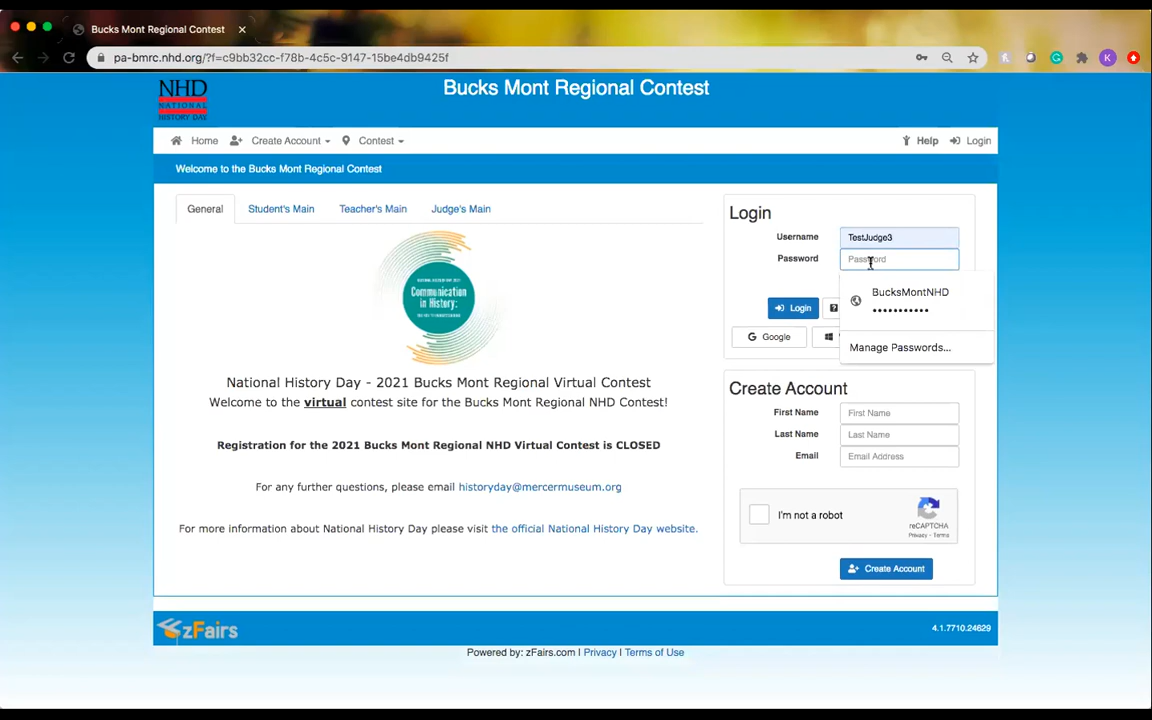 Bucks Mont Regional Contest
pa-bmrc.nhd.org/?f=c9bb32cc-f78b-4c5c-9147-15be4db9425f
K
NHD
NATIONAL
HISTORY
DAY
Bucks Mont Regional Contest
Home
Create Account
Contest
Help
Login
Welcome to the Bucks Mont Regional Contest
General
Student's Main
Teacher's Main
Judge's Main
NATIONAL HISTORY DAY 2021
Communication
in History:
National History Day - 2021 Bucks Mont Regional Virtual Contest
Welcome to the virtual contest site for the Bucks Mont Regional NHD Contest!
Registration for the 2021 Bucks Mont Regional NHD Virtual Contest is CLOSED
For any further questions, please email historyday@mercermuseum.org
For more information about National History Day please visit the official National History Day website.
Login
Username TestJudge3
Password Password
BucksMontNHD
•••••••••••
Manage Passwords...
Login
Google
Create Account
First Name First Name
Last Name Last Name
Email Email Address
I'm not a robot
reCAPTCHA
Privacy - Terms
Create Account
zFairs
4.1.7710.24629
Powered by: zFairs.com | Privacy | Terms of Use